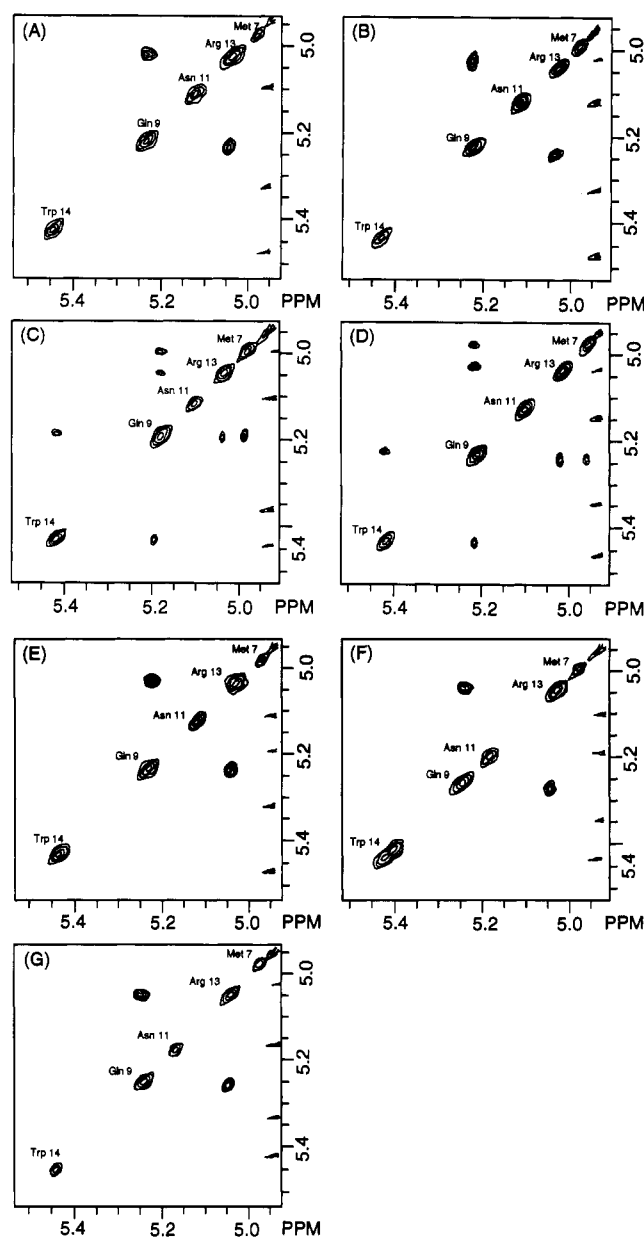 (A)
Met 7
Arg 13
Asn 11
Gln 9
Trp 14
5.0
5.2
5.4
5.4 5.2 5.0 PPM
(B)
Met 7
Arg 13
Asn 11
Gln 9
Trp 14
5.0
5.2
5.4
5.4 5.2 5.0 PPM
(C)
Met 7
Arg 13
Asn 11
Gln 9
Trp 14
5.0
5.2
5.4
5.4 5.2 5.0 PPM
(D)
Met 7
Arg 13
Asn 11
Gln 9
Trp 14
5.0
5.2
5.4
5.4 5.2 5.0 PPM
(E)
Met 7
Arg 13
Asn 11
Gln 9
Trp 14
5.0
5.2
5.4
5.4 5.2 5.0 PPM
(F)
Met 7
Arg 13
Asn 11
Gln 9
Trp 14
5.0
5.2
5.4
5.4 5.2 5.0 PPM
(G)
Met 7
Arg 13
Asn 11
Gln 9
Trp 14
5.0
5.2
5.4
5.4 5.2 5.0 PPM